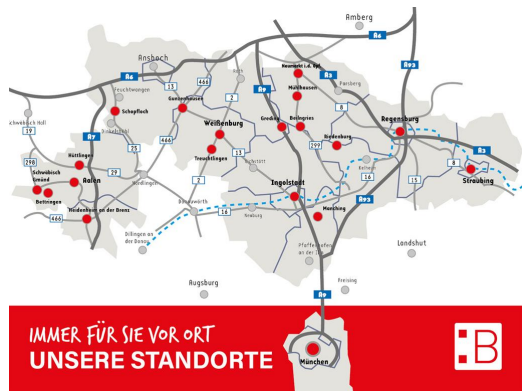 Amberg
A6
Ansbach
A6
Neumarkt i.d. Opf.
A3
A93
466
Roth
A9
Parsberg
Feuchtwangen
13
Mühlhausen
Gunzenhausen
2
8
Schopfloch
Regensburg
Schwäbisch Hall
Weißenburg
Greding
Beilngries
19
Dinkelsbühl
A7
466
Riedenburg
25
Treuchtlingen
13
299
A3
298
Hüttlingen
Eichstätt
Kelheim
8
Schwäbisch
Gmünd
Aalen
29
Nördlingen
2
16
15
Straubing
Ingolstadt
Bettringen
Donauwörth
16
Neuburg
Manching
A93
466
Heidenheim an der Brenz
Dillingen an
der Donau
Pfaffenhofen
an der Ilm
Landshut
Augsburg
Freising
A9
IMMER FÜR SIE VOR ORT
UNSERE STANDORTE
München
:B